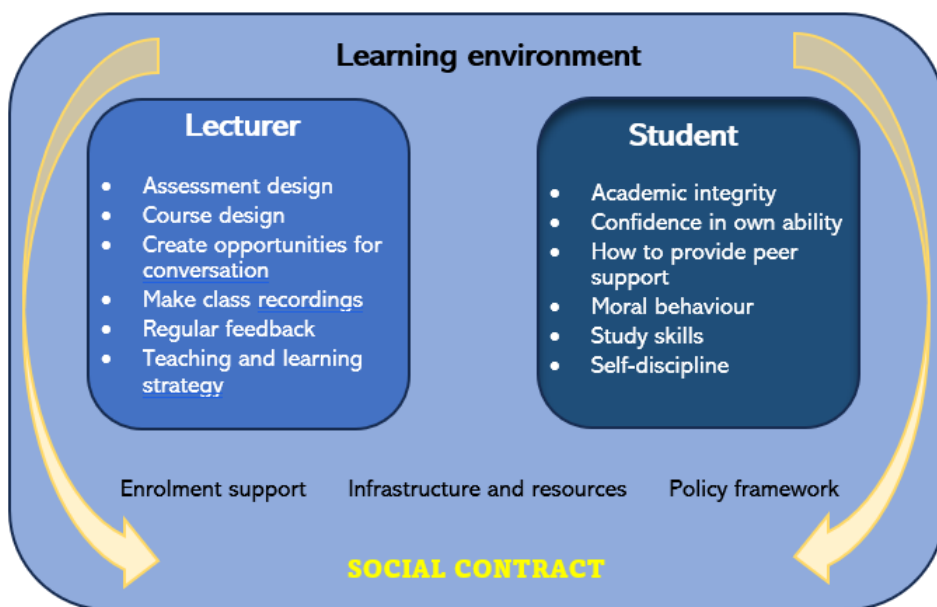 Learning environment
Lecturer
• Assessment design
• Course design
• Create opportunities for
conversation
• Make class recordings
• Regular feedback
• Teaching and learning
strategy
Student
• Academic integrity
• Confidence in own ability
• How to provide peer
support
• Moral behaviour
• Study skills
• Self-discipline
Enrolment support Infrastructure and resources Policy framework
SOCIAL CONTRACT